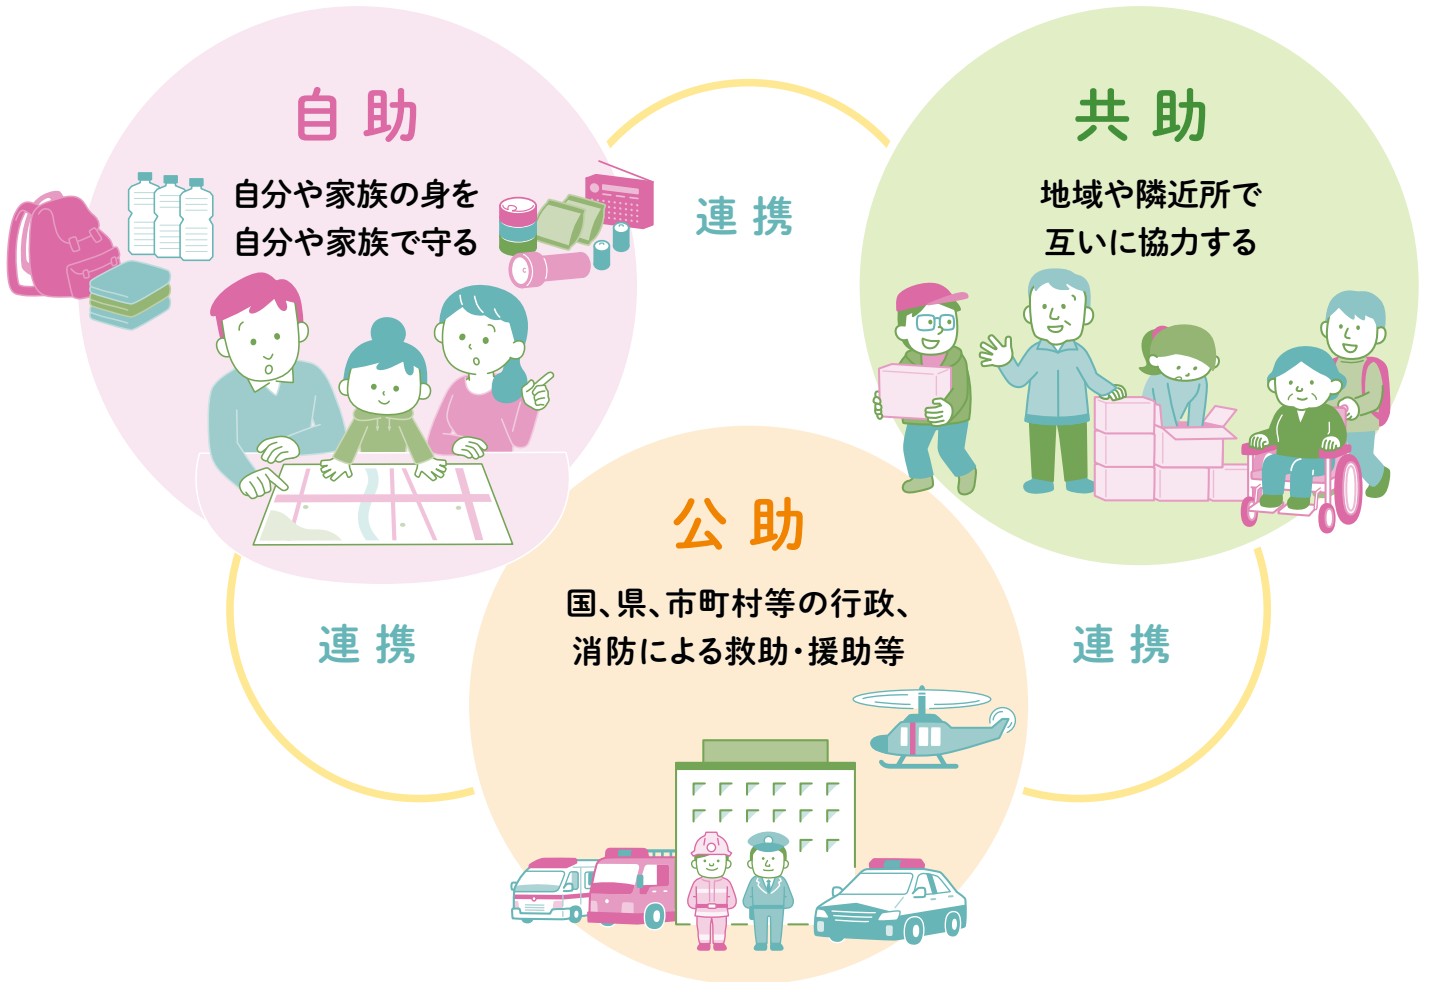 自助
自分や家族の身を
自分や家族で守る
連携
共助
地域や隣近所で
互いに協力する
公助
国、県、市町村等の行政、
消防による救助・援助等
連携
連携